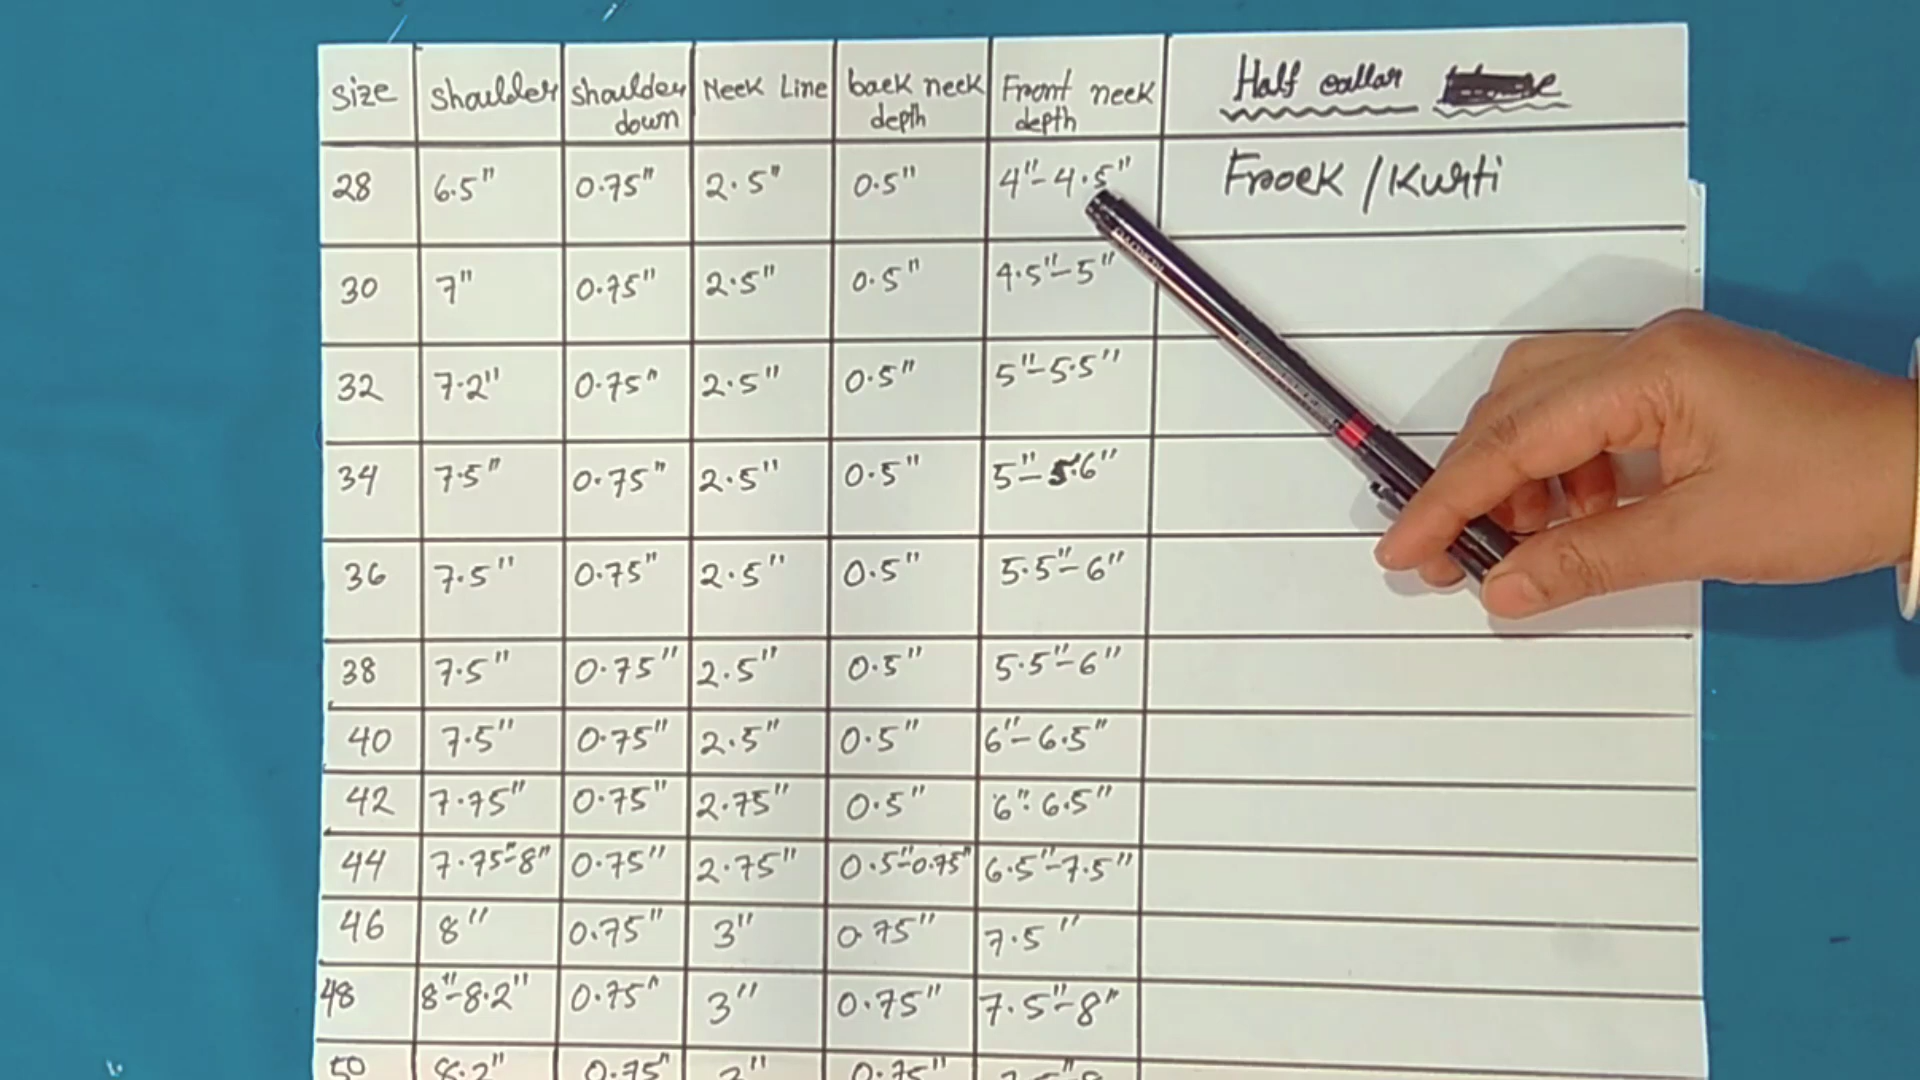 Size Shoulder Shoulder down Neck Line back neck depth Front neck depth Half collar
28 6.5" 0.75" 2.5" 0.5" 4"-4.5" Frock/Kurti
30 7" 0.75" 2.5" 0.5" 4.5"-5"
32 7.2" 0.75" 2.5" 0.5" 5"-5.5"
34 7.5" 0.75" 2.5" 0.5" 5"-5.6"
36 7.5" 0.75" 2.5" 0.5" 5.5"-6"
38 7.5" 0.75" 2.5" 0.5" 5.5"-6"
40 7.5" 0.75" 2.5" 0.5" 6"-6.5"
42 7.75" 0.75" 2.75" 0.5" 6"-6.5"
44 7.75"-8" 0.75" 2.75" 0.5"-0.75" 6.5"-7.5"
46 8" 0.75" 3" 0.75" 7.5"
48 8"-8.2" 0.75" 3" 0.75" 7.5"-8"
50 8.2" 0.75" 0.75"